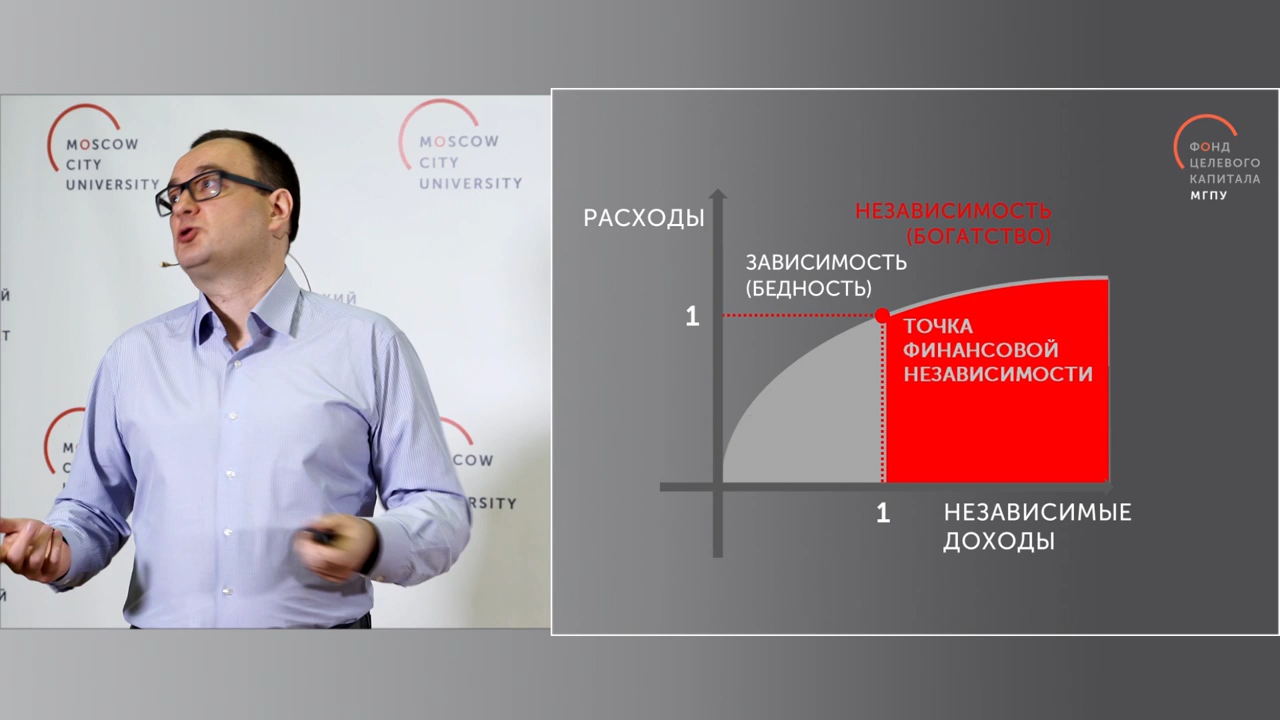 MOSCOW
CITY
UNIVERSITY
MOSCOW
CITY
UNIVERSITY
ФОНД
ЦЕЛЕВОГО
КАПИТАЛА
МГПУ
РАСХОДЫ
НЕЗАВИСИМОСТЬ
(БОГАТСТВО)
ЗАВИСИМОСТЬ
(БЕДНОСТЬ)
1
ТОЧКА
ФИНАНСОВОЙ
НЕЗАВИСИМОСТИ
1
НЕЗАВИСИМЫЕ
ДОХОДЫ